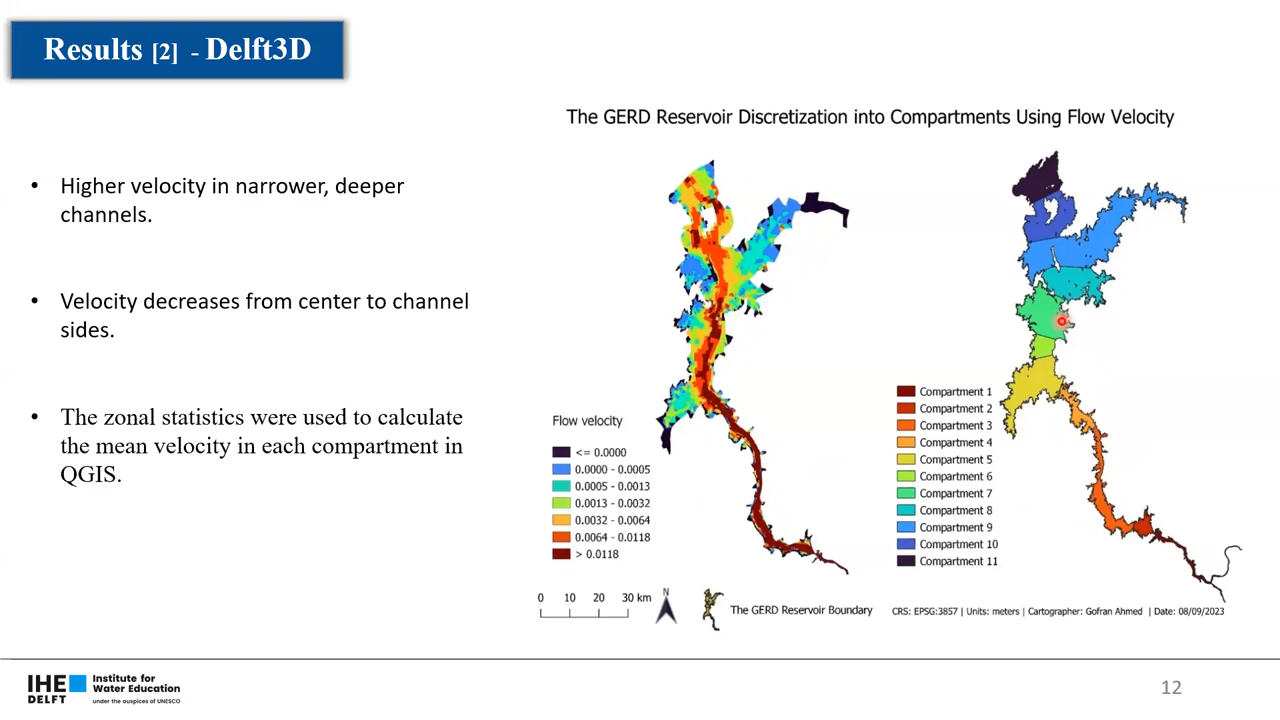 Results [2] - Delft3D
The GERD Reservoir Discretization into Compartments Using Flow Velocity
• Higher velocity in narrower, deeper
channels.
• Velocity decreases from center to channel
sides.
• The zonal statistics were used to calculate
the mean velocity in each compartment in
QGIS.
Flow velocity
<= 0.0000
0.0000 - 0.0005
0.0005 - 0.0013
0.0013 - 0.0032
0.0032 - 0.0064
0.0064 - 0.0118
> 0.0118
Compartment 1
Compartment 2
Compartment 3
Compartment 4
Compartment 5
Compartment 6
Compartment 7
Compartment 8
Compartment 9
Compartment 10
Compartment 11
0 10 20 30 km
N
The GERD Reservoir Boundary
CRS: EPSG:3857 | Units: meters | Cartographer: Gofran Ahmed | Date: 08/09/2023
IHE
DELFT
Institute for
Water Education
under the auspices of UNESCO
12